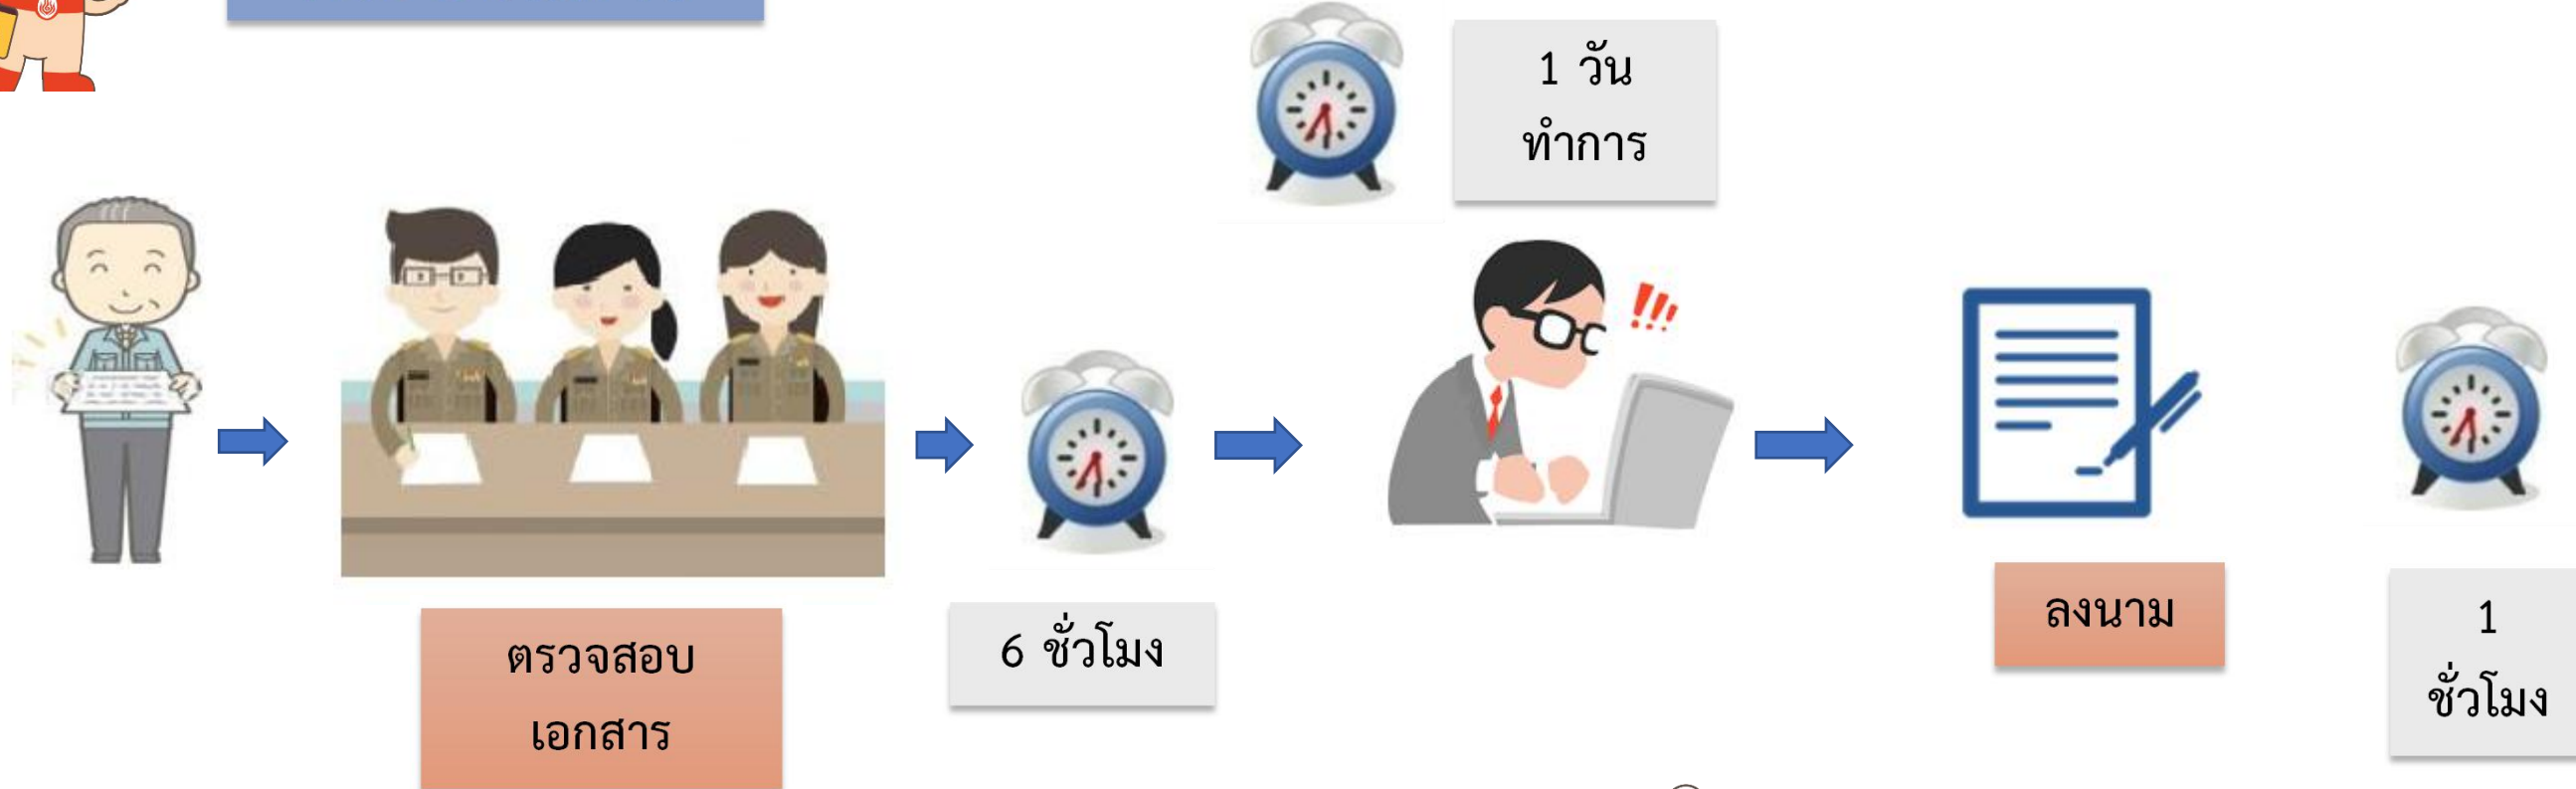 1 วัน
ทำการ
ตรวจสอบ
เอกสาร
6 ชั่วโมง
ลงนาม
1
ชั่วโมง